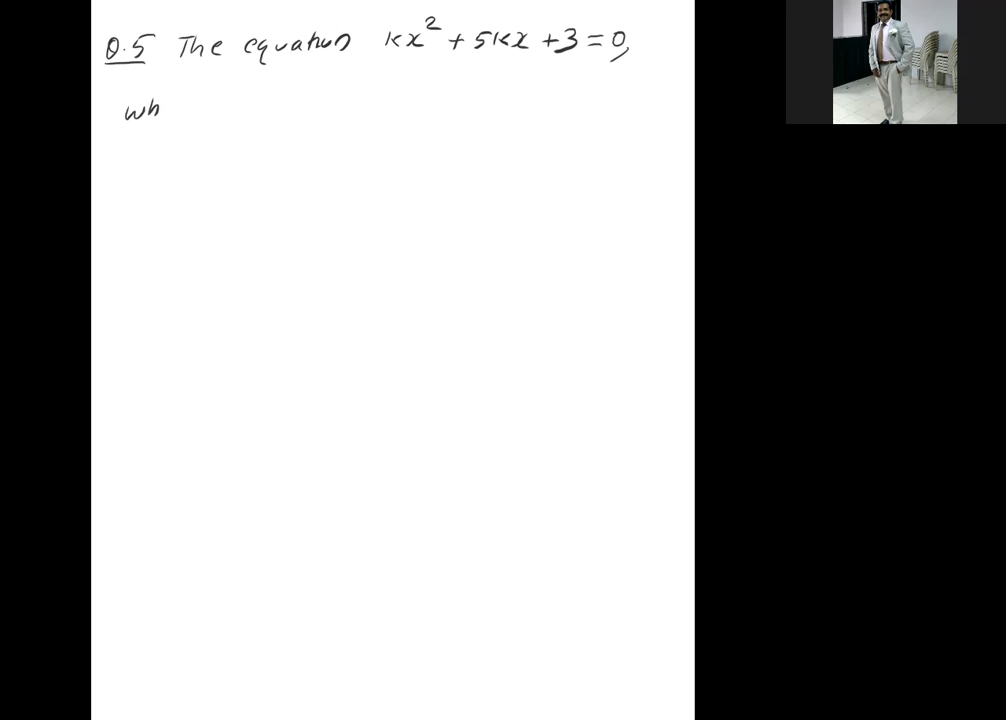 Q.5 The equation kx² + 5kx + 3 = 0,
wh